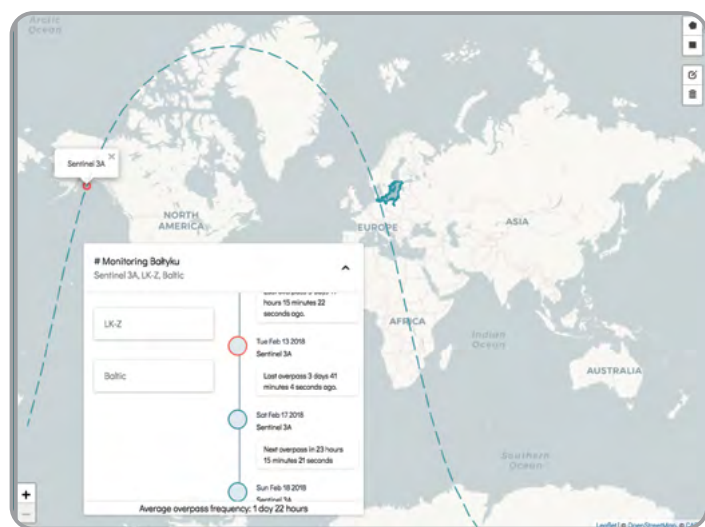 Arctic
Ocean
Sentinel 3A
NORTH
AMERICA
EUROPE
ASIA
AFRICA
Indian
Ocean
AUSTRALIA
Southern
Ocean
# Monitoring Bałtyku
Sentinel 3A, LK-Z, Baltic
LK-Z
Baltic
hours 15 minutes 22
seconds ago.
Tue Feb 13 2018
Sentinel 3A
Last overpass 3 days 41
minutes 4 seconds ago.
Sat Feb 17 2018
Sentinel 3A
Next overpass in 23 hours
15 minutes 21 seconds
Sun Feb 18 2018
Sentinel 3A
Average overpass frequency: 1 day 22 hours
+
−
Leaflet | © OpenStreetMap, ©